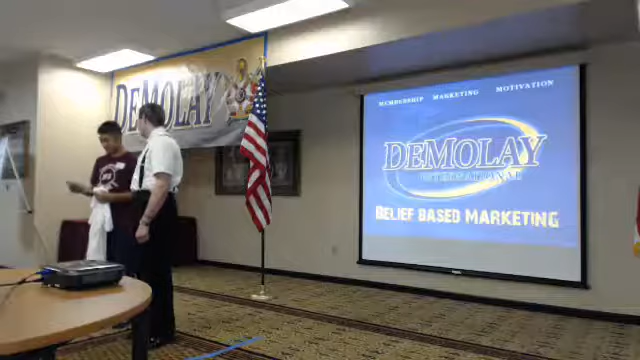 DEMOLAY
MEMBERSHIP MARKETING MOTIVATION
DEMOLAY
INTERNATIONAL
BELIEF BASED MARKETING